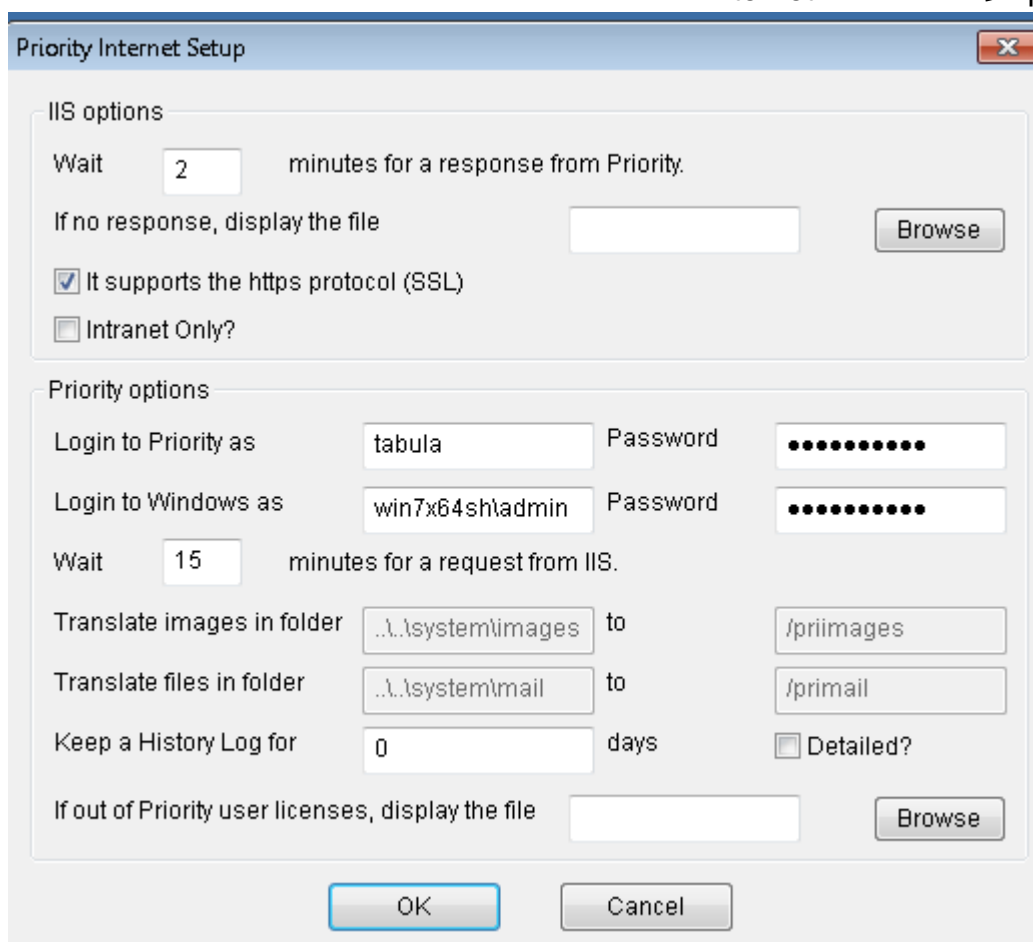 Priority Internet Setup
IIS options
Wait 2 minutes for a response from Priority.
If no response, display the file Browse
It supports the https protocol (SSL)
Intranet Only?
Priority options
Login to Priority as tabula Password ••••••••••
Login to Windows as win7x64sh\admin Password ••••••••••
Wait 15 minutes for a request from IIS.
Translate images in folder ..\..\system\images to /priimages
Translate files in folder ..\..\system\mail to /primail
Keep a History Log for 0 days Detailed?
If out of Priority user licenses, display the file Browse
OK Cancel